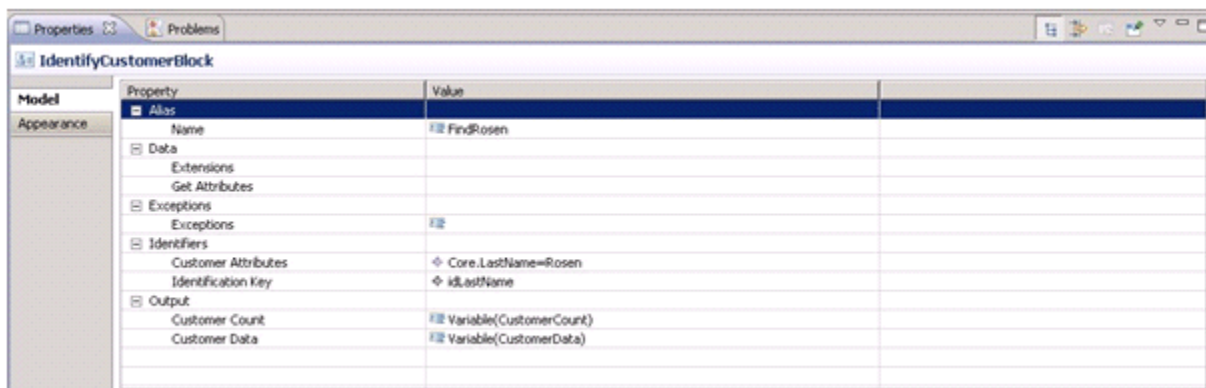 Properties Problems
IdentifyCustomerBlock
Model
Appearance
Property Value
Alias
Name FindRosen
Data
Extensions
Get Attributes
Exceptions
Exceptions
Identifiers
Customer Attributes Core.LastName=Rosen
Identification Key idLastName
Output
Customer Count Variable(CustomerCount)
Customer Data Variable(CustomerData)